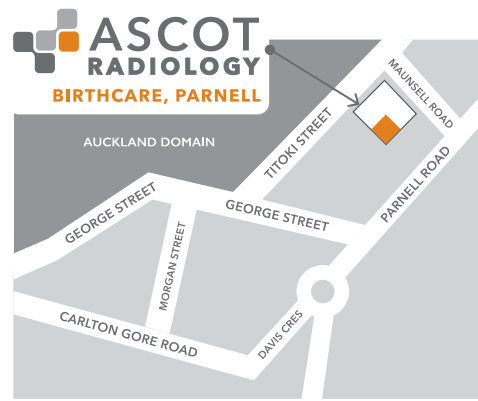 ASCOT
RADIOLOGY
BIRTHCARE, PARNELL
AUCKLAND DOMAIN
MAUNSELL ROAD
TITOKI STREET
PARNELL ROAD
GEORGE STREET
GEORGE STREET
MORGAN STREET
CARLTON GORE ROAD
DAVIS CRES